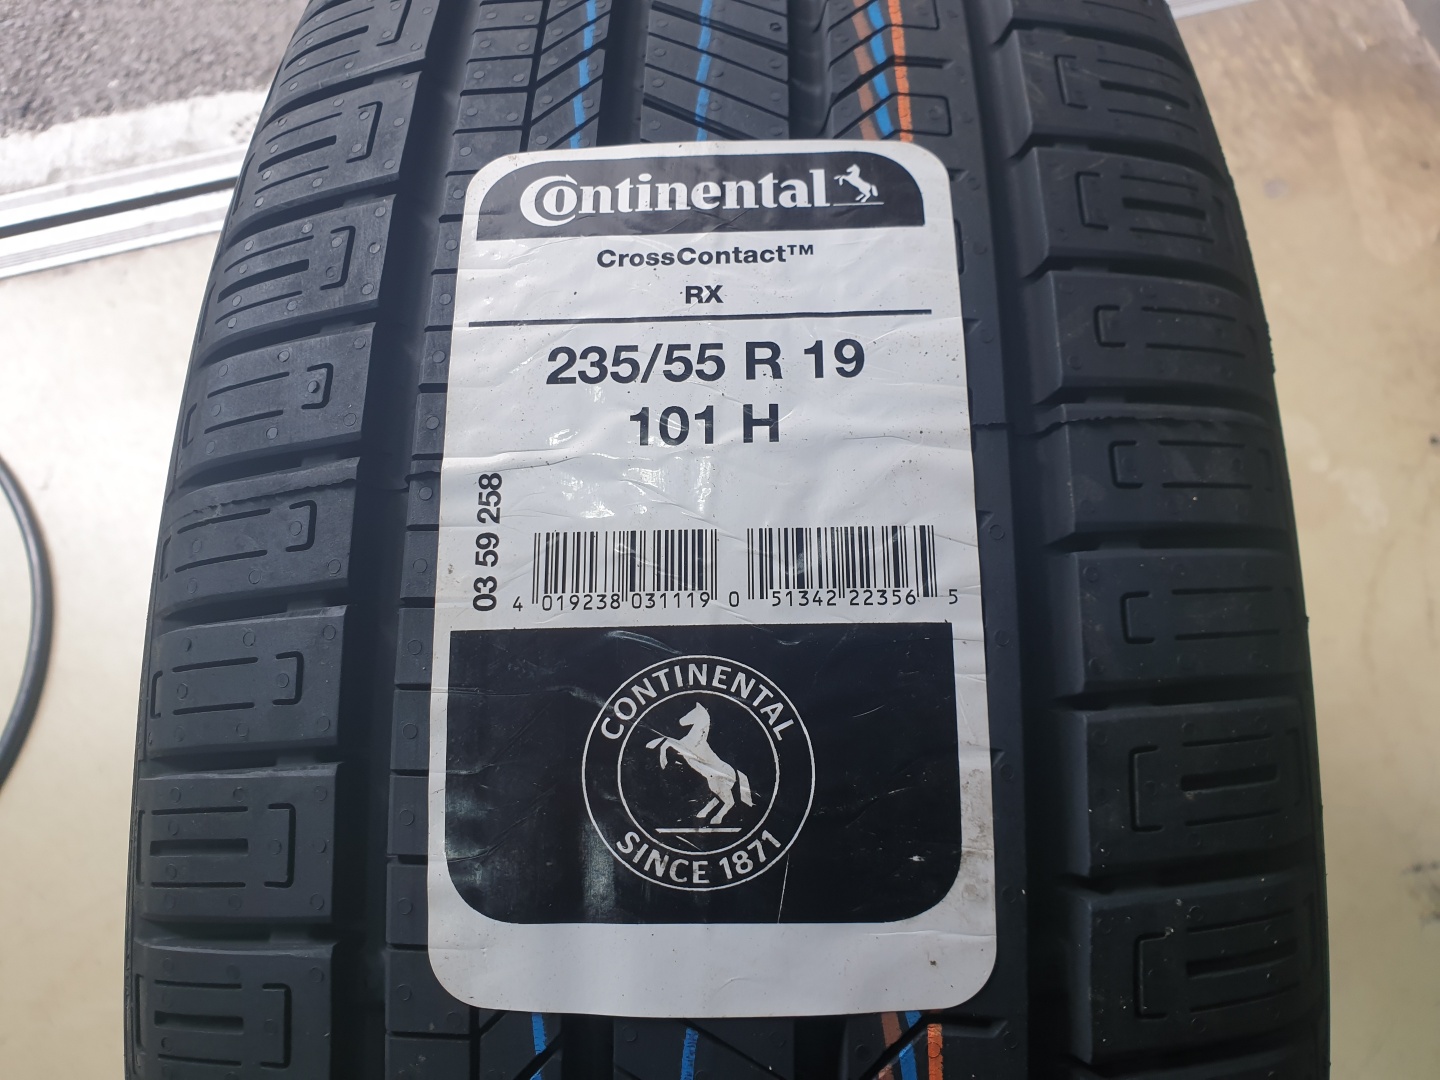 Continental
CrossContact™
RX
235/55 R 19
101 H
03 59 258
4 019238 031119 0 51342 22356 5
CONTINENTAL
SINCE 1871